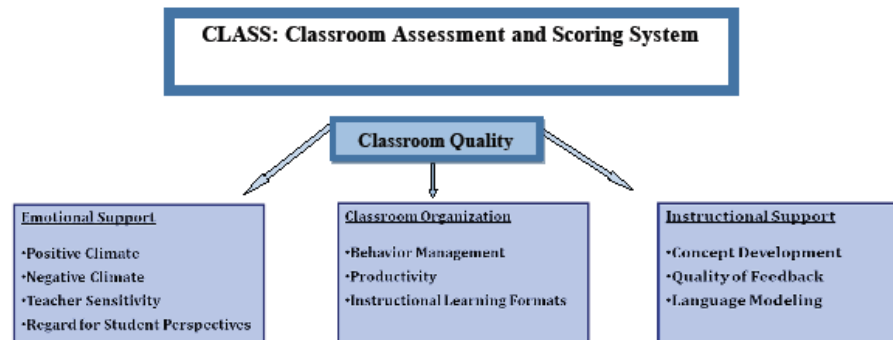 CLASS: Classroom Assessment and Scoring System
Classroom Quality
Emotional Support
•Positive Climate
•Negative Climate
•Teacher Sensitivity
•Regard for Student Perspectives
Classroom Organization
•Behavior Management
•Productivity
•Instructional Learning Formats
Instructional Support
•Concept Development
•Quality of Feedback
•Language Modeling